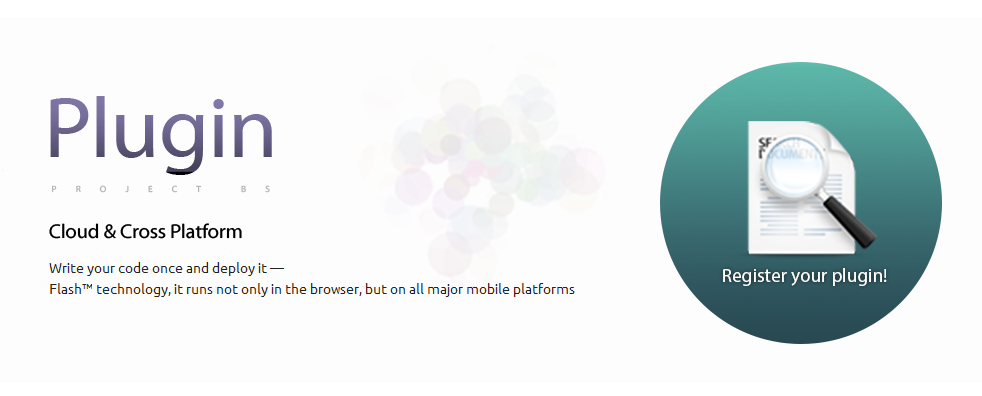 Plugin
PROJECT BS
Cloud & Cross Platform
Write your code once and deploy it —
Flash™ technology, it runs not only in the browser, but on all major mobile platforms
DOCUMENT
Register your plugin!